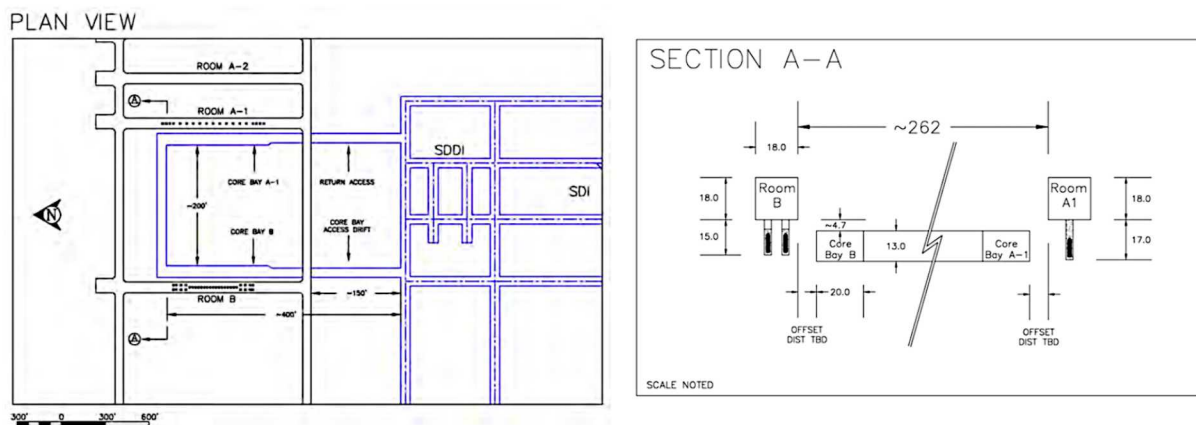 PLAN VIEW
ROOM A-2
ROOM A-1
SDDI
SDI
CORE BAY A-1
RETURN ACCESS
~200'
N
CORE BAY B
CORE BAY
ACCESS DRIFT
ROOM B
~150'
~400'
A
A
300' 0 300' 600'
SECTION A-A
~262
18.0
Room
B
Room
A1
18.0
18.0
~4.7
15.0
13.0
17.0
Core
Bay B
Core
Bay A-1
20.0
OFFSET
DIST TBD
OFFSET
DIST TBD
SCALE NOTED